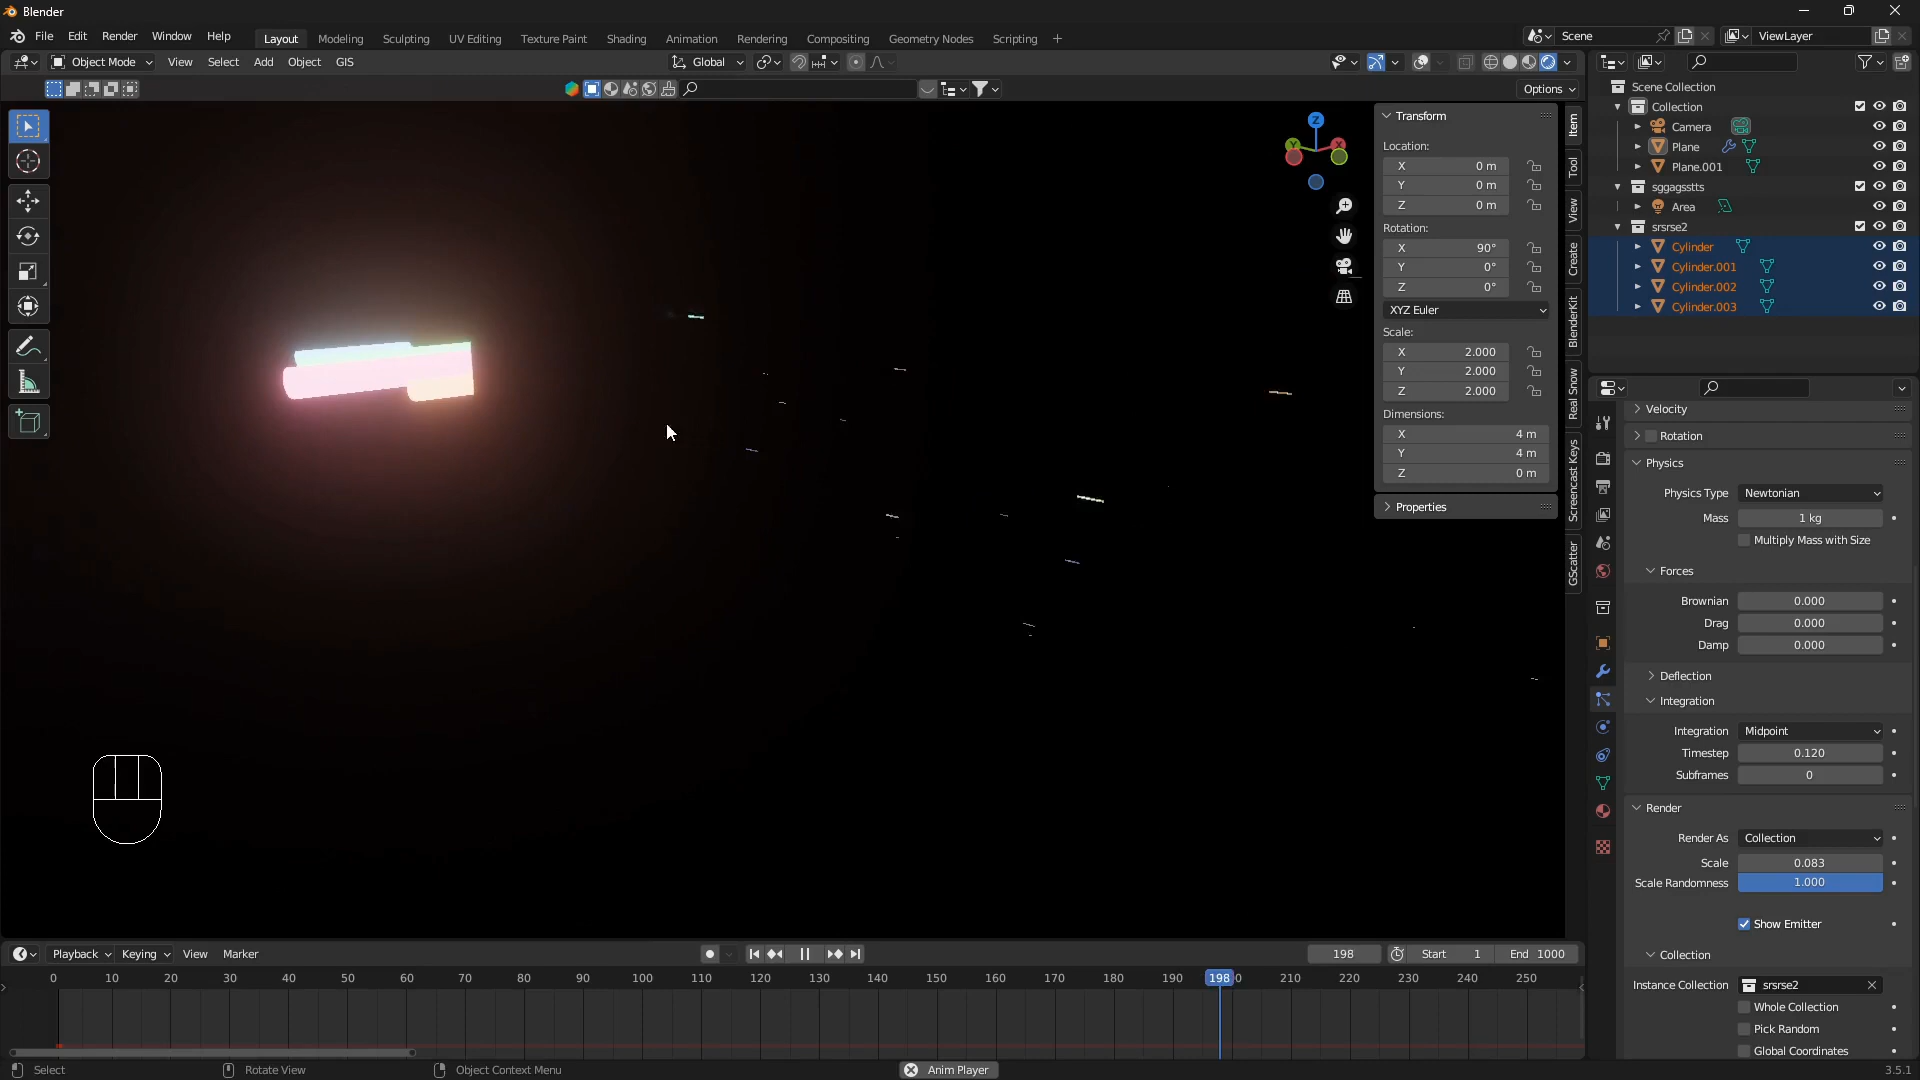 Blender
File Edit Render Window Help
Layout Modeling Sculpting UV Editing Texture Paint Shading Animation Rendering Compositing Geometry Nodes Scripting +
Scene
ViewLayer
Object Mode View Select Add Object GIS
Global
Options
Scene Collection
Collection
Camera
Plane
Plane.001
sggagsstts
Area
srsrse2
Cylinder
Cylinder.001
Cylinder.002
Cylinder.003
Z
Y
X
Transform
Location:
X 0 m
Y 0 m
Z 0 m
Rotation:
X 90°
Y 0°
Z 0°
XYZ Euler
Scale:
X 2.000
Y 2.000
Z 2.000
Dimensions:
X 4 m
Y 4 m
Z 0 m
Properties
Item
Tool
View
Create
BlenderKit
Real Snow
Screencast Keys
GScatter
Velocity
Rotation
Physics
Physics Type Newtonian
Mass 1 kg
Multiply Mass with Size
Forces
Brownian 0.000
Drag 0.000
Damp 0.000
Deflection
Integration
Integration Midpoint
Timestep 0.120
Subframes 0
Render
Render As Collection
Scale 0.083
Scale Randomness 1.000
Show Emitter
Collection
Instance Collection srsrse2
Whole Collection
Pick Random
Global Coordinates
Playback Keying View Marker
198 Start 1 End 1000
0 10 20 30 40 50 60 70 80 90 100 110 120 130 140 150 160 170 180 190 198 0 210 220 230 240 250
Select Rotate View Object Context Menu Anim Player 3.5.1